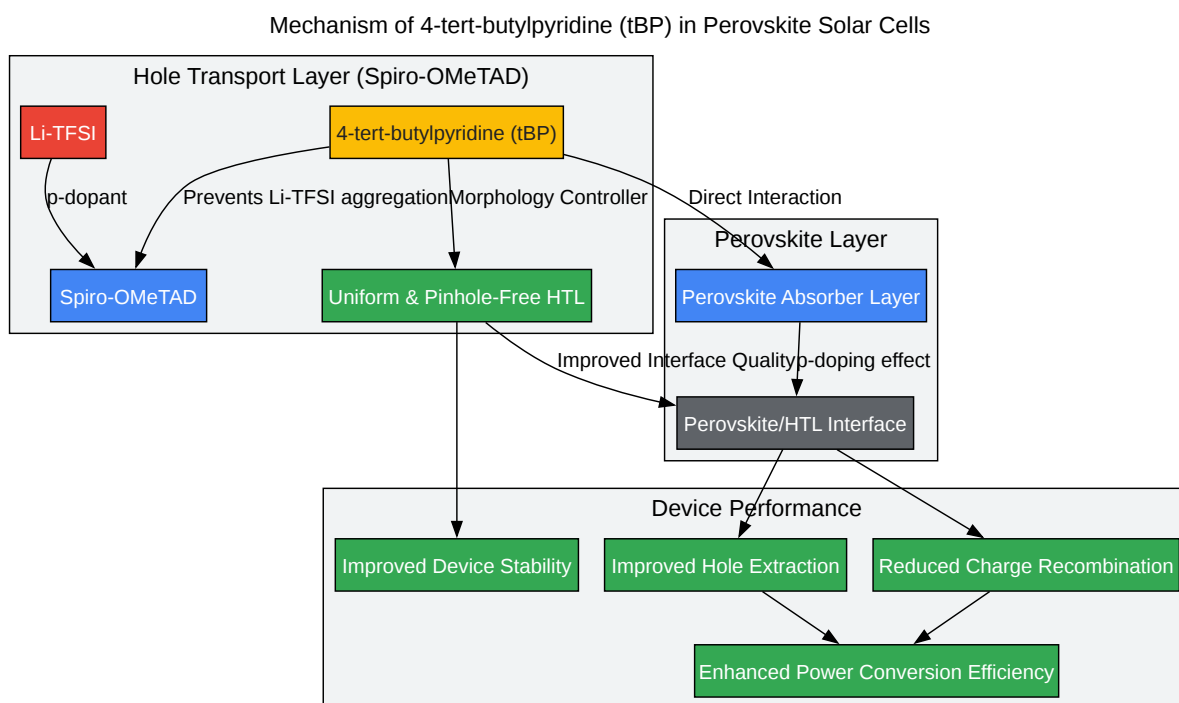 Mechanism of 4-tert-butylpyridine (tBP) in Perovskite Solar Cells
Hole Transport Layer (Spiro-OMeTAD)
Li-TFSI
4-tert-butylpyridine (tBP)
p-dopant
Prevents Li-TFSI aggregation
Morphology Controller
Direct Interaction
Perovskite Layer
Spiro-OMeTAD
Uniform & Pinhole-Free HTL
Perovskite Absorber Layer
Improved Interface Quality
p-doping effect
Perovskite/HTL Interface
Device Performance
Improved Device Stability
Improved Hole Extraction
Reduced Charge Recombination
Enhanced Power Conversion Efficiency